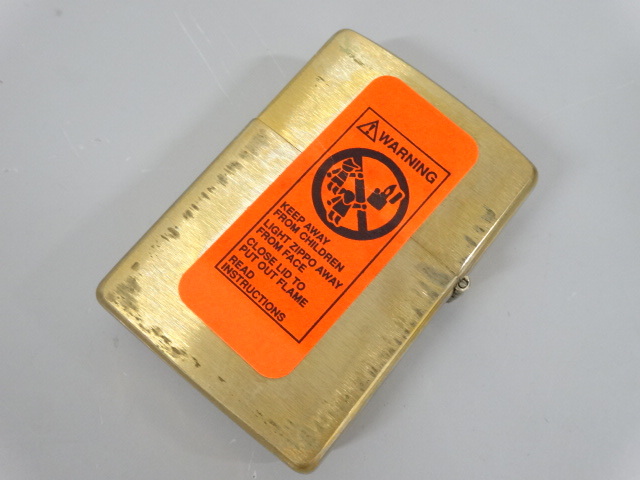 WARNING
KEEP AWAY
FROM CHILDREN
LIGHT ZIPPO AWAY
FROM FACE
CLOSE LID TO
PUT OUT FLAME
READ
INSTRUCTIONS